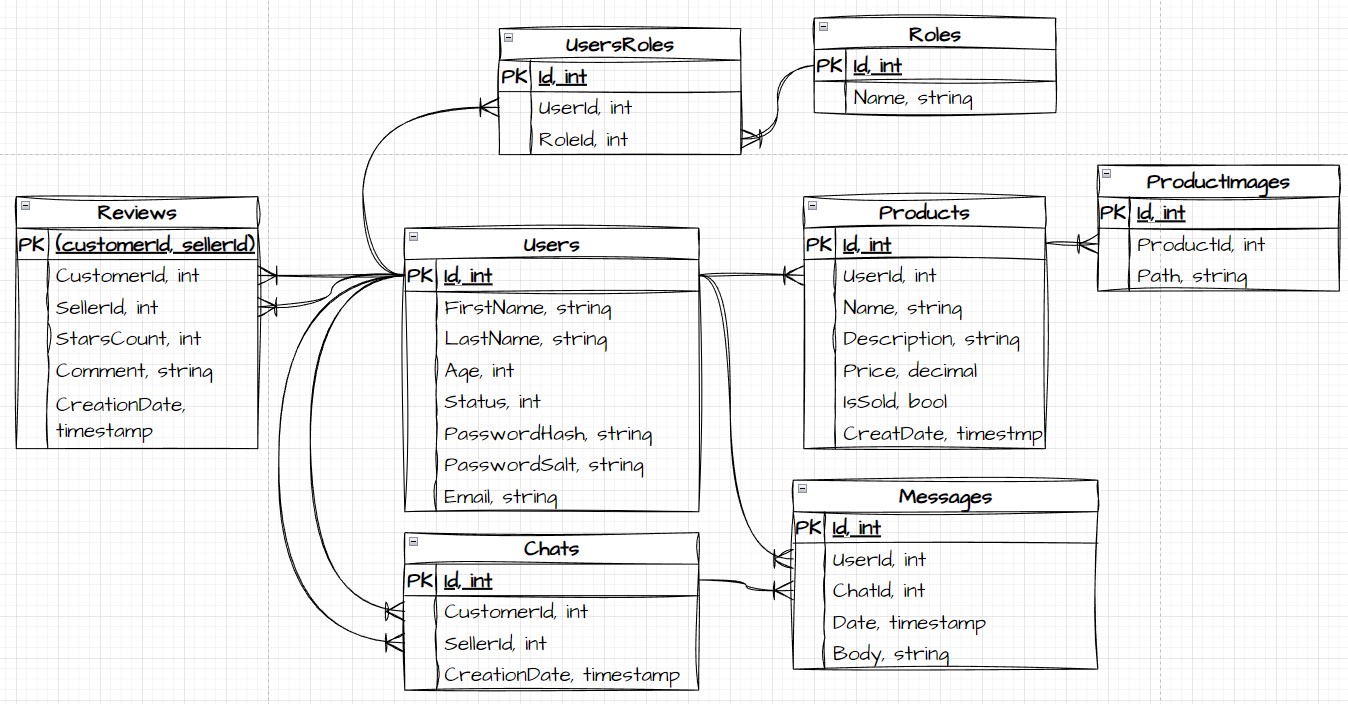 UsersRoles
PK Id, int
UserId, int
RoleId, int
Roles
PK Id, int
Name, string
Reviews
PK (customerId, sellerId)
CustomerId, int
SellerId, int
StarsCount, int
Comment, string
CreationDate,
timestamp
Users
PK Id, int
FirstName, string
LastName, string
Age, int
Status, int
PasswordHash, string
PasswordSalt, string
Email, string
Products
PK Id, int
UserId, int
Name, string
Description, string
Price, decimal
IsSold, bool
CreatDate, timestmp
ProductImages
PK Id, int
ProductId, int
Path, string
Chats
PK Id, int
CustomerId, int
SellerId, int
CreationDate, timestamp
Messages
PK Id, int
UserId, int
ChatId, int
Date, timestamp
Body, string